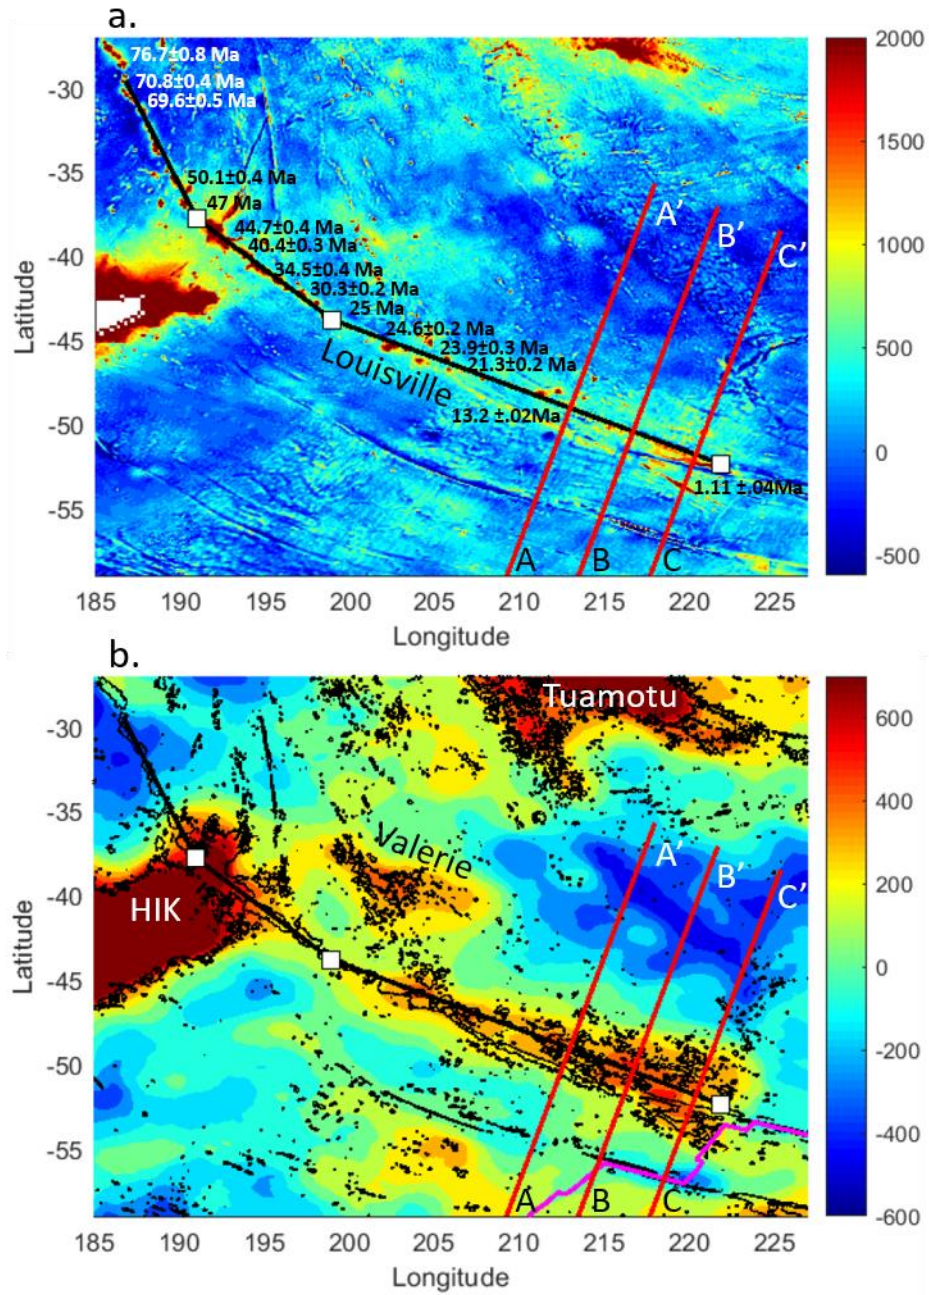 a.
76.7±0.8 Ma
70.8±0.4 Ma
69.6±0.5 Ma
50.1±0.4 Ma
47 Ma
44.7±0.4 Ma
40.4±0.3 Ma
34.5±0.4 Ma
30.3±0.2 Ma
25 Ma
24.6±0.2 Ma
23.9±0.3 Ma
21.3±0.2 Ma
13.2 ±.02Ma
1.11 ±.04Ma
Louisville
A’
B’
C’
A
B
C
-30
-35
-40
-45
-50
-55
Latitude
185
190
195
200
205
210
215
220
225
Longitude
2000
1500
1000
500
0
-500
b.
Tuamotu
Valerie
HIK
A’
B’
C’
A
B
C
-30
-35
-40
-45
-50
-55
Latitude
185
190
195
200
205
210
215
220
225
Longitude
600
400
200
0
-200
-400
-600